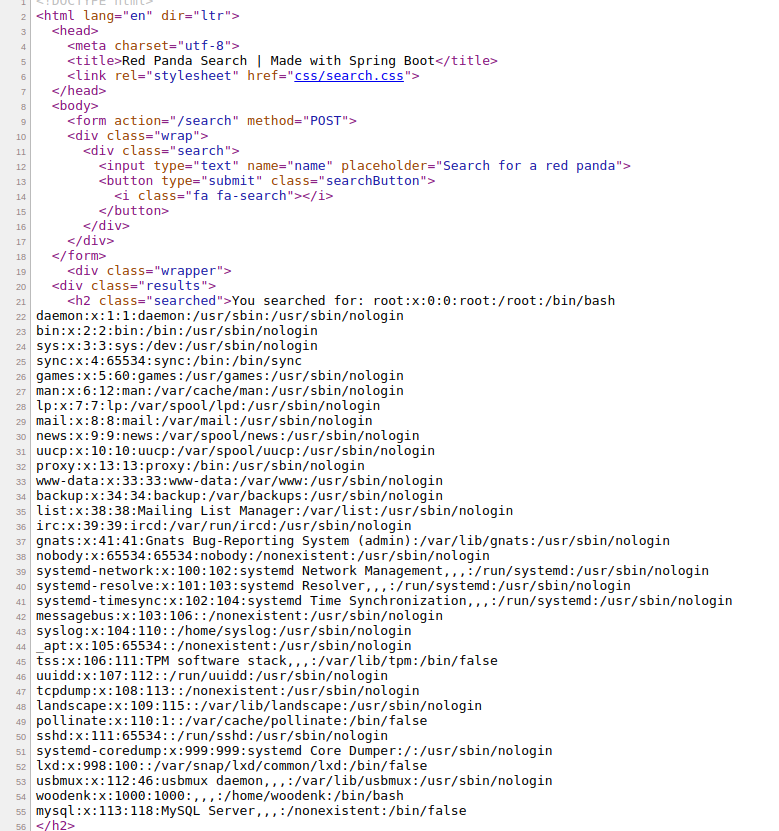 1 <!DOCTYPE html>
2 <html lang="en" dir="ltr">
3 <head>
4 <meta charset="utf-8">
5 <title>Red Panda Search | Made with Spring Boot</title>
6 <link rel="stylesheet" href="css/search.css">
7 </head>
8 <body>
9 <form action="/search" method="POST">
10 <div class="wrap">
11 <div class="search">
12 <input type="text" name="name" placeholder="Search for a red panda">
13 <button type="submit" class="searchButton">
14 <i class="fa fa-search"></i>
15 </button>
16 </div>
17 </div>
18 </form>
19 <div class="wrapper">
20 <div class="results">
21 <h2 class="searched">You searched for: root:x:0:0:root:/root:/bin/bash
22 daemon:x:1:1:daemon:/usr/sbin:/usr/sbin/nologin
23 bin:x:2:2:bin:/bin:/usr/sbin/nologin
24 sys:x:3:3:sys:/dev:/usr/sbin/nologin
25 sync:x:4:65534:sync:/bin:/bin/sync
26 games:x:5:60:games:/usr/games:/usr/sbin/nologin
27 man:x:6:12:man:/var/cache/man:/usr/sbin/nologin
28 lp:x:7:7:lp:/var/spool/lpd:/usr/sbin/nologin
29 mail:x:8:8:mail:/var/mail:/usr/sbin/nologin
30 news:x:9:9:news:/var/spool/news:/usr/sbin/nologin
31 uucp:x:10:10:uucp:/var/spool/uucp:/usr/sbin/nologin
32 proxy:x:13:13:proxy:/bin:/usr/sbin/nologin
33 www-data:x:33:33:www-data:/var/www:/usr/sbin/nologin
34 backup:x:34:34:backup:/var/backups:/usr/sbin/nologin
35 list:x:38:38:Mailing List Manager:/var/list:/usr/sbin/nologin
36 irc:x:39:39:ircd:/var/run/ircd:/usr/sbin/nologin
37 gnats:x:41:41:Gnats Bug-Reporting System (admin):/var/lib/gnats:/usr/sbin/nologin
38 nobody:x:65534:65534:nobody:/nonexistent:/usr/sbin/nologin
39 systemd-network:x:100:102:systemd Network Management,,,:/run/systemd:/usr/sbin/nologin
40 systemd-resolve:x:101:103:systemd Resolver,,,:/run/systemd:/usr/sbin/nologin
41 systemd-timesync:x:102:104:systemd Time Synchronization,,,:/run/systemd:/usr/sbin/nologin
42 messagebus:x:103:106::/nonexistent:/usr/sbin/nologin
43 syslog:x:104:110::/home/syslog:/usr/sbin/nologin
44 _apt:x:105:65534::/nonexistent:/usr/sbin/nologin
45 tss:x:106:111:TPM software stack,,,:/var/lib/tpm:/bin/false
46 uuidd:x:107:112::/run/uuidd:/usr/sbin/nologin
47 tcpdump:x:108:113::/nonexistent:/usr/sbin/nologin
48 landscape:x:109:115::/var/lib/landscape:/usr/sbin/nologin
49 pollinate:x:110:1::/var/cache/pollinate:/bin/false
50 sshd:x:111:65534::/run/sshd:/usr/sbin/nologin
51 systemd-coredump:x:999:999:systemd Core Dumper:/:/usr/sbin/nologin
52 lxd:x:998:100::/var/snap/lxd/common/lxd:/bin/false
53 usbmux:x:112:46:usbmux daemon,,,:/var/lib/usbmux:/usr/sbin/nologin
54 woodenk:x:1000:1000:,,,:/home/woodenk:/bin/bash
55 mysql:x:113:118:MySQL Server,,,:/nonexistent:/bin/false
56 </h2>